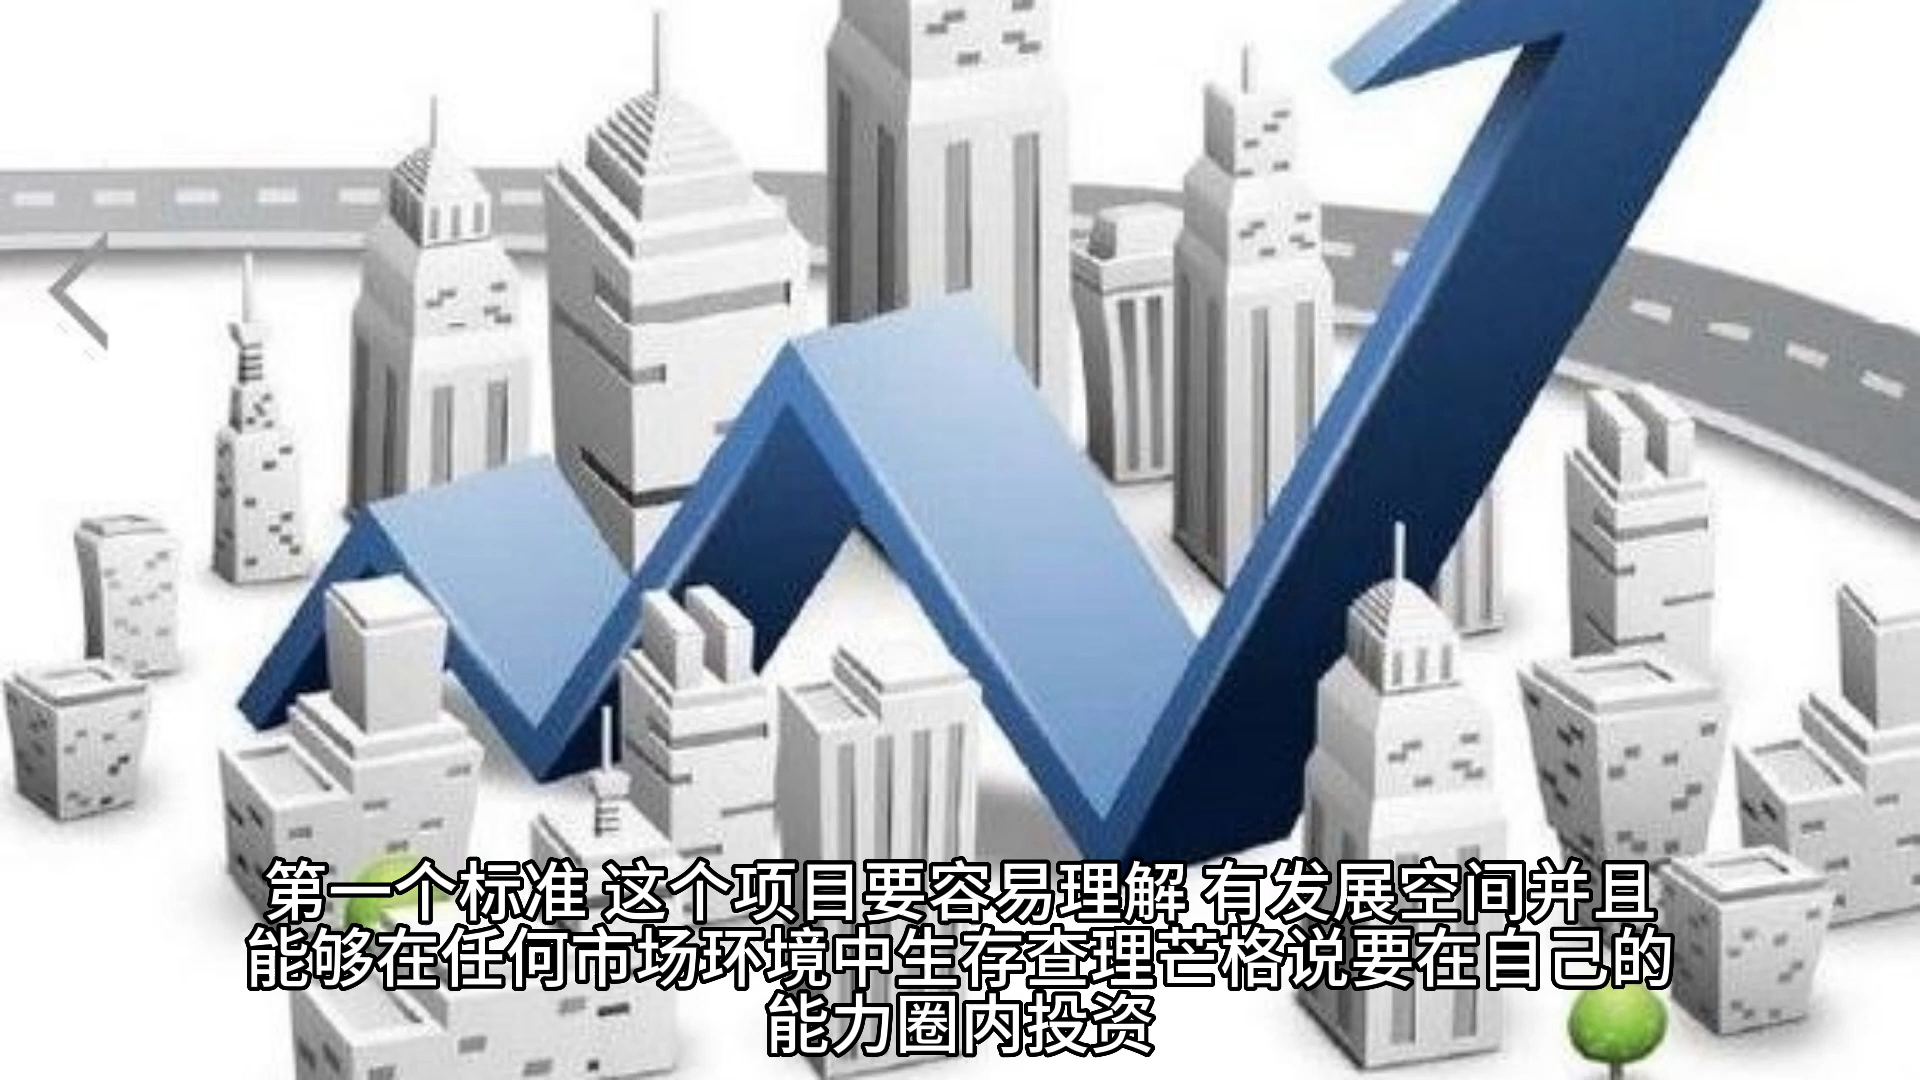 第一个标准 这个项目要容易理解 有发展空间并且
能够在任何市场环境中生存查理芒格说要在自己的
能力圈内投资